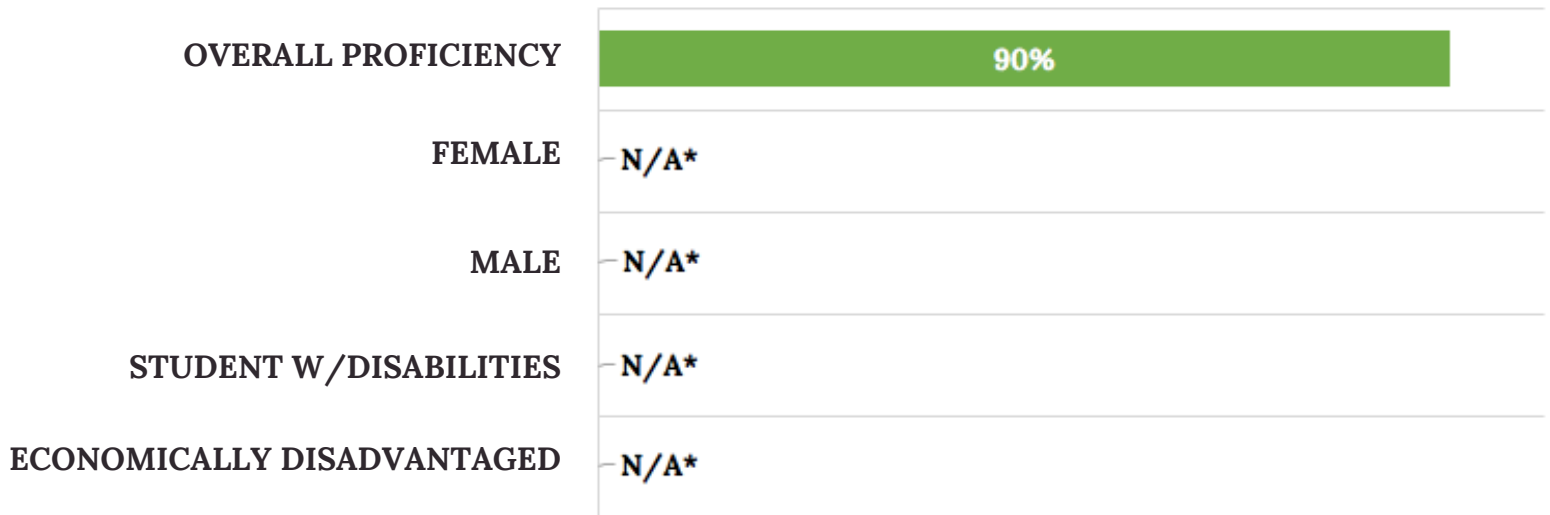 OVERALL PROFICIENCY 90%
FEMALE N/A*
MALE N/A*
STUDENT W/DISABILITIES N/A*
ECONOMICALLY DISADVANTAGED N/A*